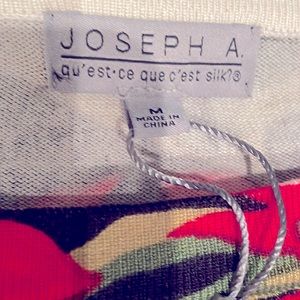 JOSEPH A.
qu'est·ce que c'est silk?®
M
MADE IN
CHINA